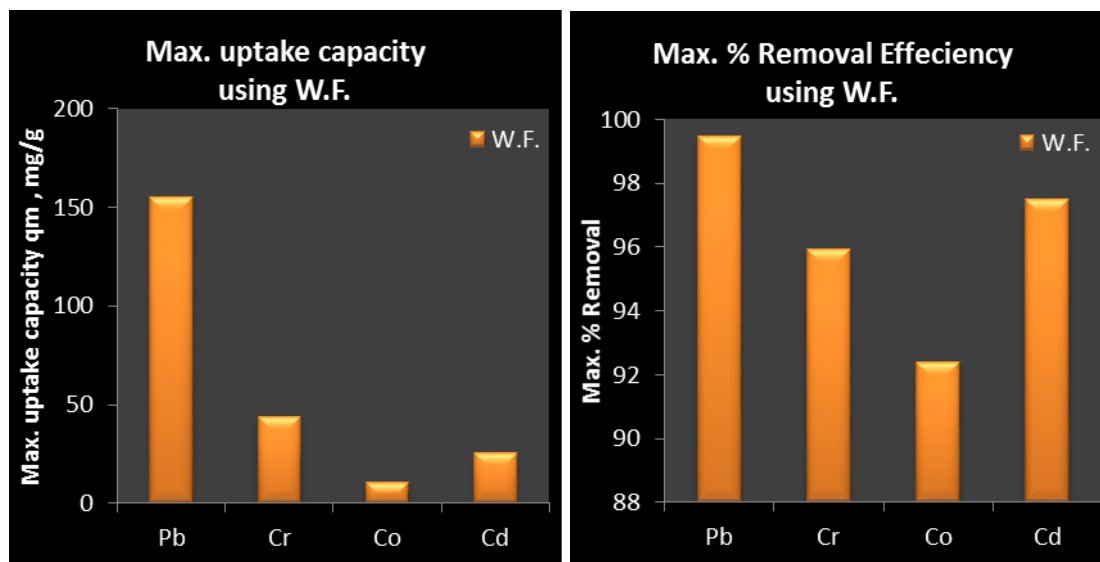 Max. uptake capacity
using W.F.
Max. uptake capacity qm , mg/g
200
150
100
50
0
W.F.
Pb Cr Co Cd
Max. % Removal Effeciency
using W.F.
Max. % Removal
100
98
96
94
92
90
88
W.F.
Pb Cr Co Cd